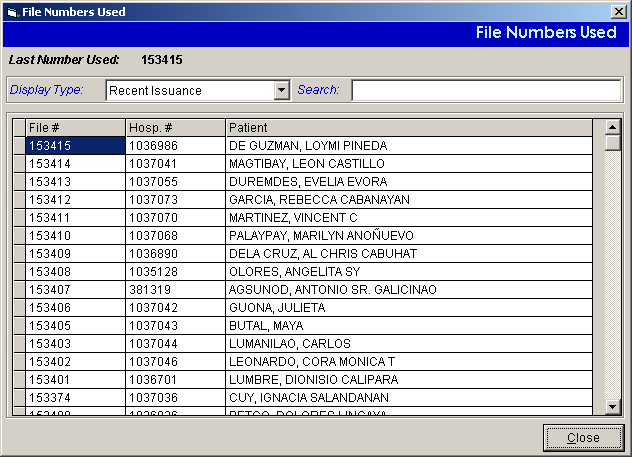 File Numbers Used
File Numbers Used
Last Number Used: 153415
Display Type: Recent Issuance Search:
File # Hosp. # Patient
153415 1036986 DE GUZMAN, LOYMI PINEDA
153414 1037041 MAGTIBAY, LEON CASTILLO
153413 1037055 DUREMDES, EVELIA EVORA
153412 1037073 GARCIA, REBECCA CABANAYAN
153411 1037070 MARTINEZ, VINCENT C
153410 1037068 PALAYPAY, MARILYN ANOÑUEVO
153409 1036890 DELA CRUZ, AL CHRIS CABUHAT
153408 1035128 OLORES, ANGELITA SY
153407 381319 AGSUNOD, ANTONIO SR. GALICINAO
153406 1037042 GUONA, JULIETA
153405 1037043 BUTAL, MAYA
153403 1037044 LUMANILAO, CARLOS
153402 1037046 LEONARDO, CORA MONICA T
153401 1036701 LUMBRE, DIONISIO CALIPARA
153374 1037036 CUY, IGNACIA SALANDANAN
Close